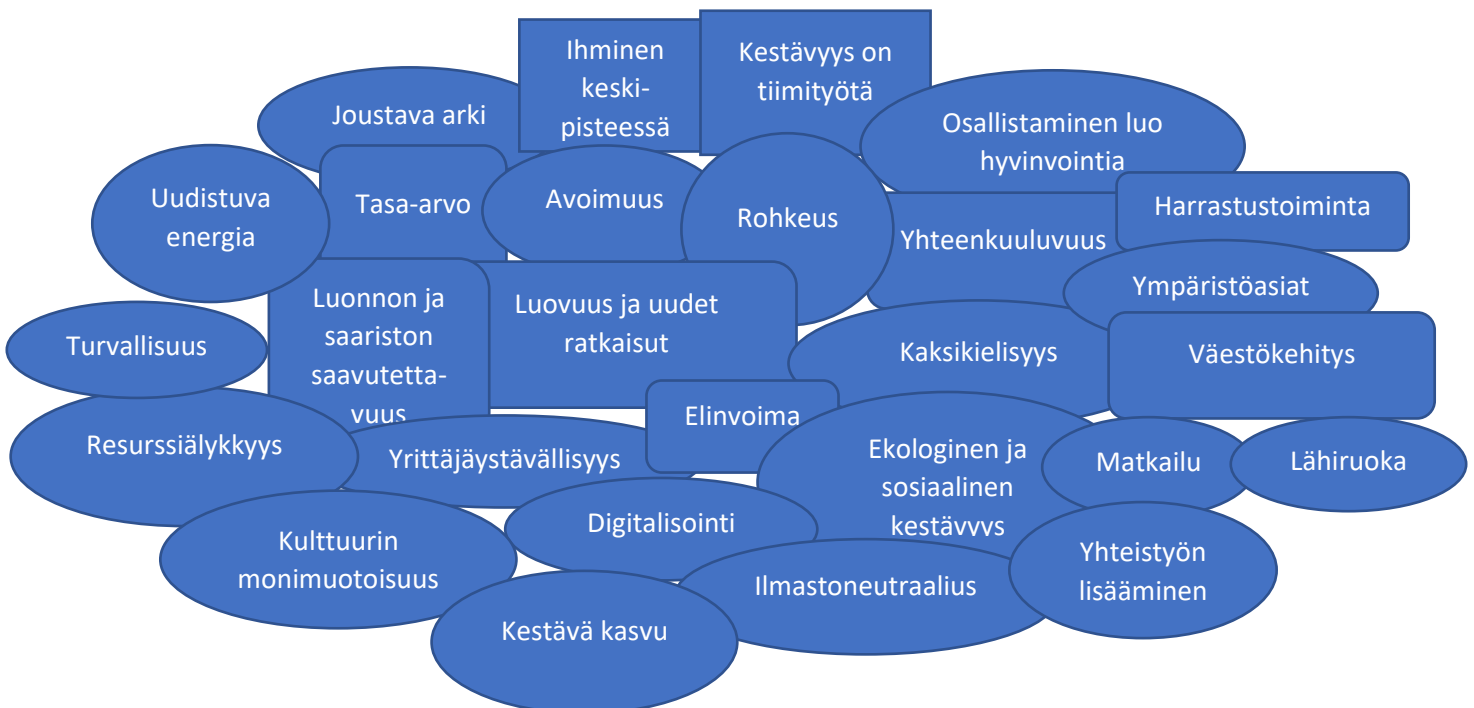 Ihminen
keski-
pisteessä
Kestävyys on
tiimityötä
Joustava arki
Osallistaminen luo
hyvinvointia
Uudistuva
energia
Tasa-arvo
Avoimuus
Rohkeus
Yhteenkuuluvuus
Harrastustoiminta
Ympäristöasiat
Turvallisuus
Luonnon ja
saariston
saavutetta-
vuus
Luovuus ja uudet
ratkaisut
Kaksikielisyys
Väestökehitys
Resurssiälykkyys
Yrittäjäystävällisyys
Elinvoima
Ekologinen ja
sosiaalinen
kestävyys
Matkailu
Lähiruoka
Kulttuurin
monimuotoisuus
Digitalisointi
Ilmastoneutraalius
Yhteistyön
lisääminen
Kestävä kasvu